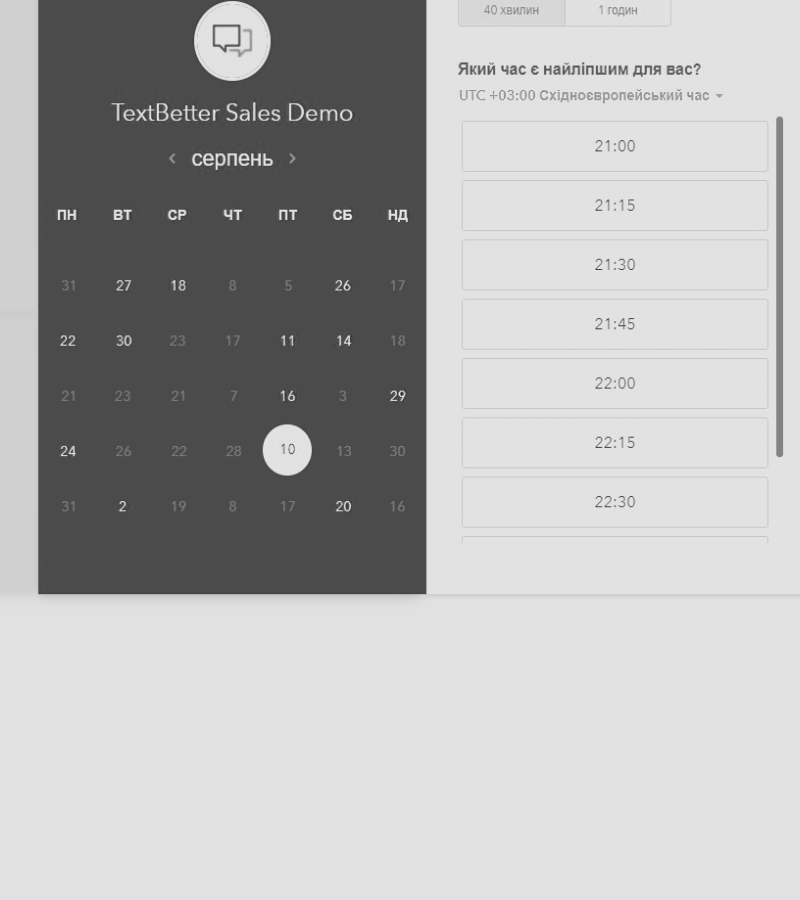 40 хвилин 1 годин
TextBetter Sales Demo
серпень
ПН ВТ СР ЧТ ПТ СБ НД
31 27 18 8 5 26 17
22 30 23 17 11 14 18
21 23 21 7 16 3 29
24 26 22 28 10 13 30
31 2 19 8 17 20 16
Який час є найліпшим для вас?
UTC +03:00 Східноєвропейський час
21:00
21:15
21:30
21:45
22:00
22:15
22:30